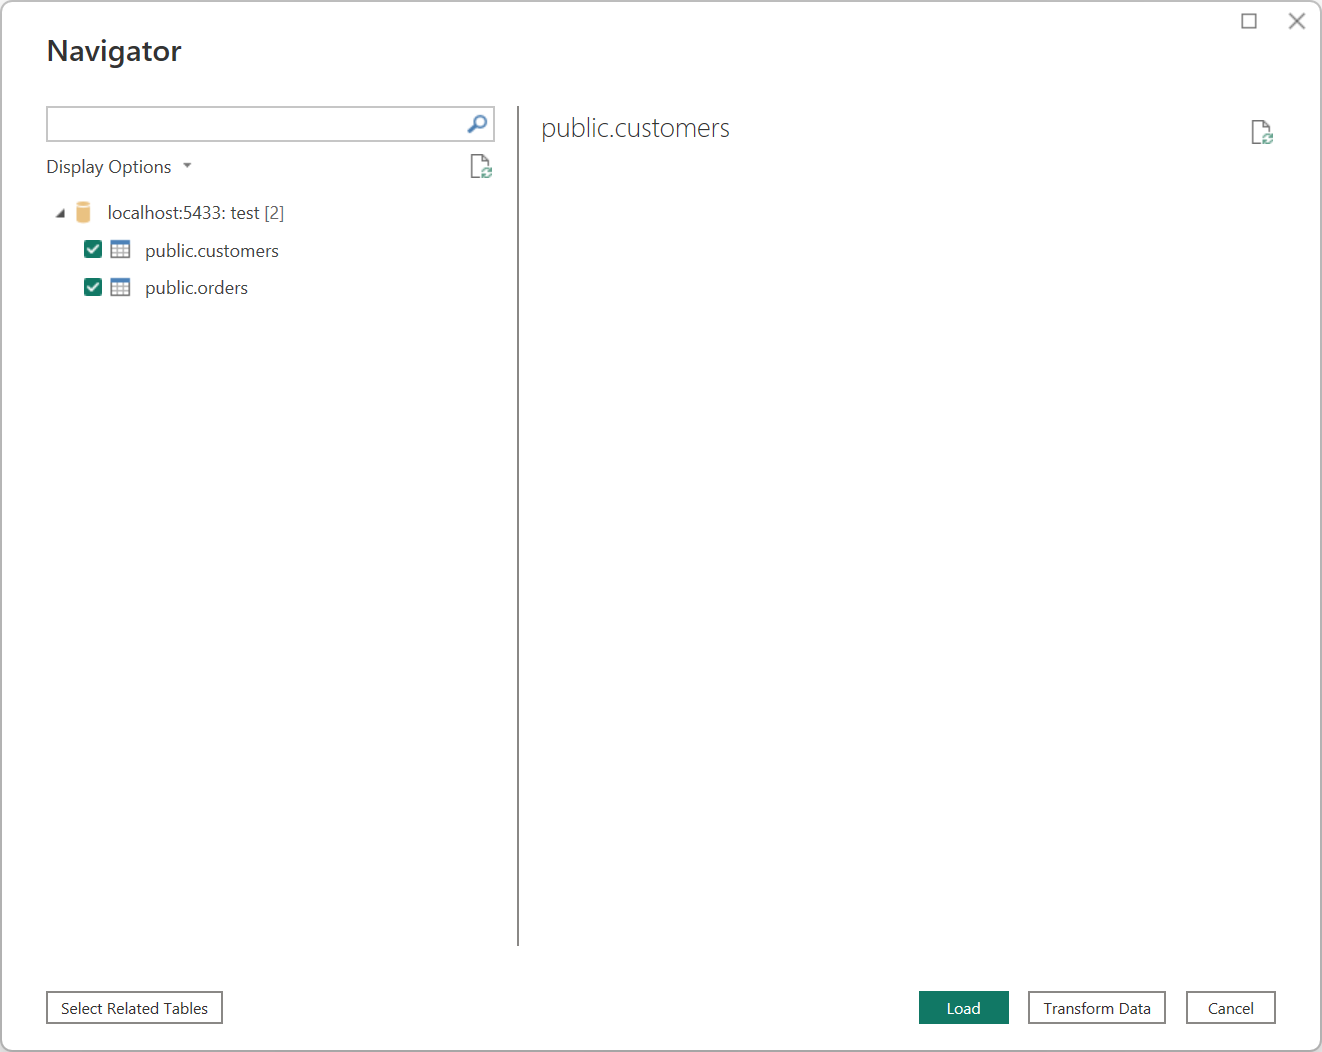 Navigator
Display Options
localhost:5433: test [2]
public.customers
public.orders
public.customers
Select Related Tables
Load
Transform Data
Cancel